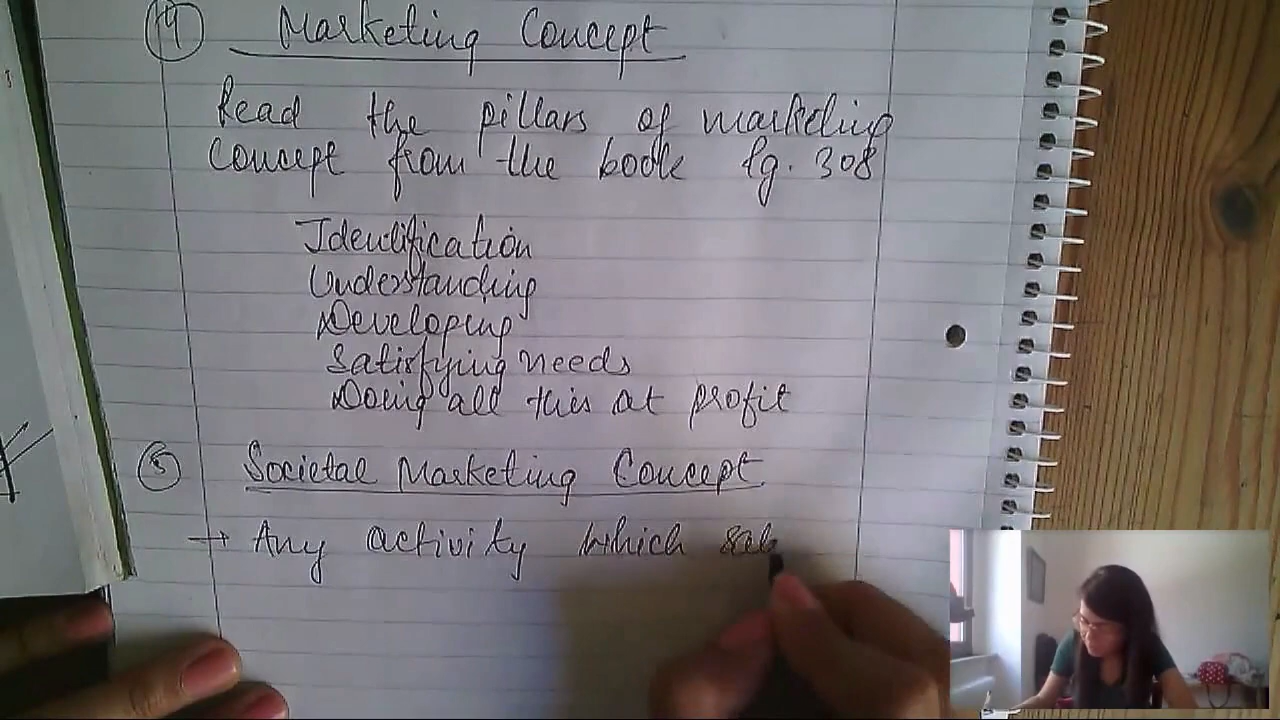 4 Marketing Concept
Read the pillars of marketing
concept from the book Pg. 308
Identification
Understanding
Developing
Satisfying needs
Doing all this at profit
5 Societal Marketing Concept
→ Any activity which